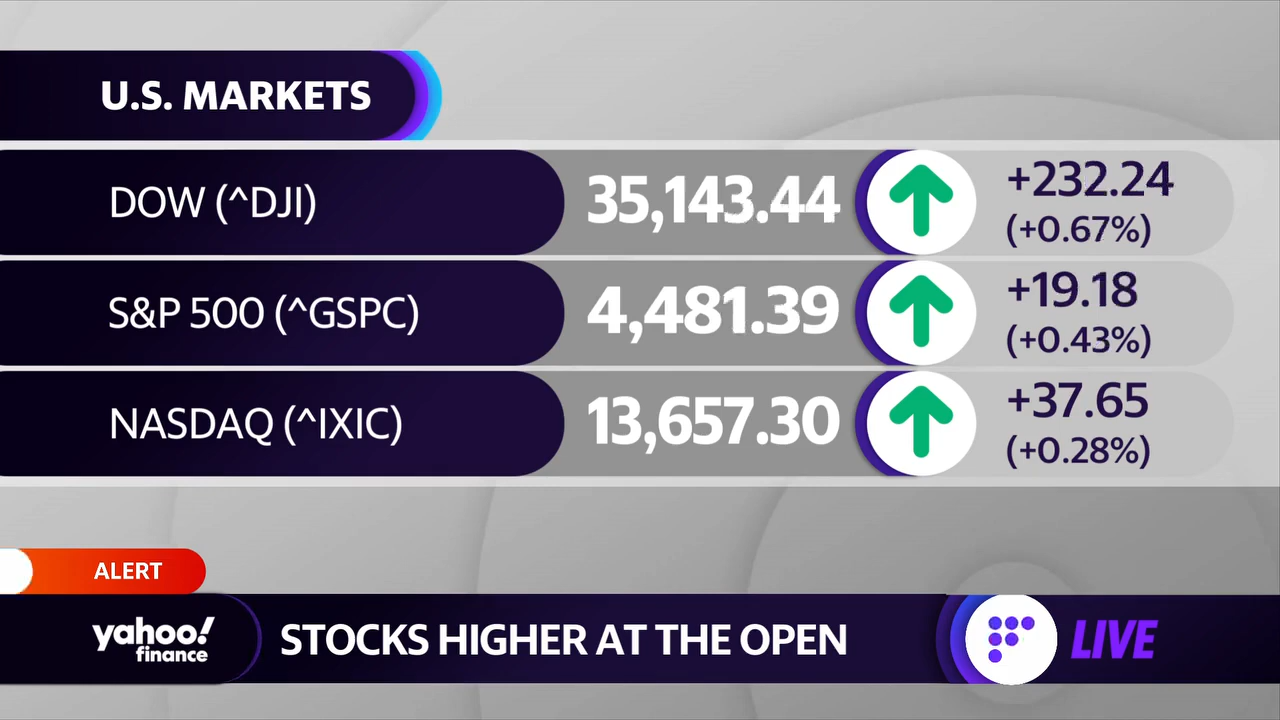 U.S. MARKETS
DOW (^DJI) 35,143.44 +232.24
(+0.67%)
S&P 500 (^GSPC) 4,481.39 +19.18
(+0.43%)
NASDAQ (^IXIC) 13,657.30 +37.65
(+0.28%)
ALERT
yahoo!
finance
STOCKS HIGHER AT THE OPEN
LIVE